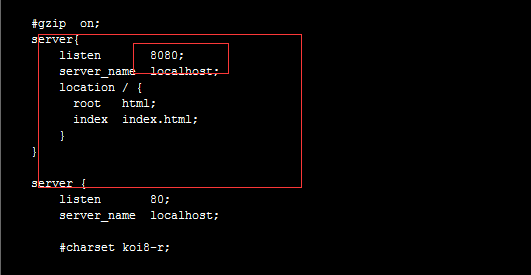 #gzip  on;
server{
    listen       8080;
    server_name  localhost;
    location / {
      root   html;
      index  index.html;
    }
}
server {
    listen       80;
    server_name  localhost;
    #charset koi8-r;